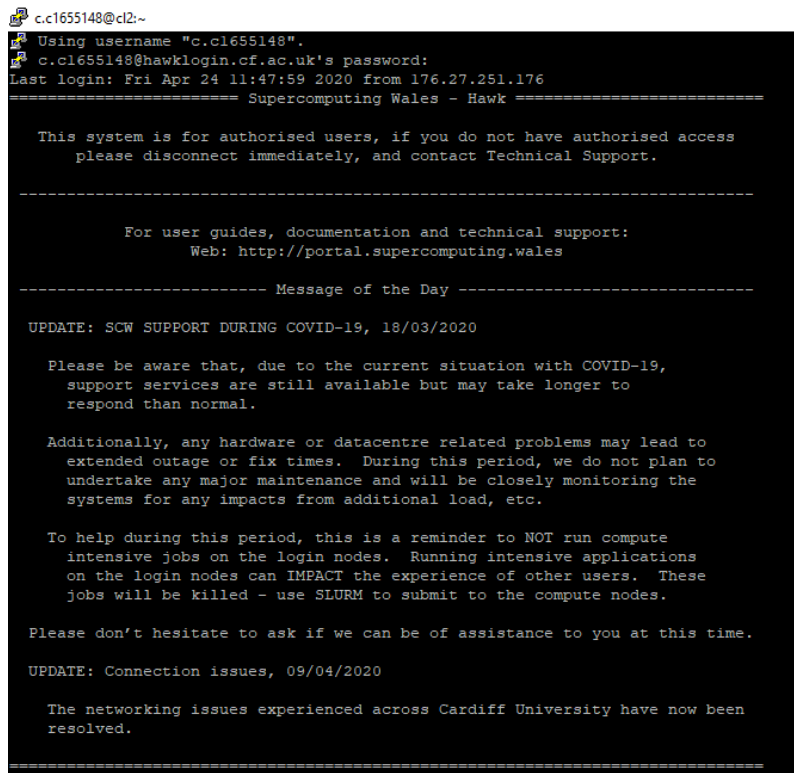 c.c1655148@cl2:~
Using username "c.c1655148".
c.c1655148@hawklogin.cf.ac.uk's password:
Last login: Fri Apr 24 11:47:59 2020 from 176.27.251.176
======================== Supercomputing Wales - Hawk ==========================
This system is for authorised users, if you do not have authorised access
please disconnect immediately, and contact Technical Support.
-----------------------------------------------------------------------------
For user guides, documentation and technical support:
Web: http://portal.supercomputing.wales
-------------------------- Message of the Day -------------------------------
UPDATE: SCW SUPPORT DURING COVID-19, 18/03/2020
Please be aware that, due to the current situation with COVID-19,
support services are still available but may take longer to
respond than normal.
Additionally, any hardware or datacentre related problems may lead to
extended outage or fix times.  During this period, we do not plan to
undertake any major maintenance and will be closely monitoring the
systems for any impacts from additional load, etc.
To help during this period, this is a reminder to NOT run compute
intensive jobs on the login nodes.  Running intensive applications
on the login nodes can IMPACT the experience of other users.  These
jobs will be killed - use SLURM to submit to the compute nodes.
Please don’t hesitate to ask if we can be of assistance to you at this time.
UPDATE: Connection issues, 09/04/2020
The networking issues experienced across Cardiff University have now been
resolved.
===============================================================================